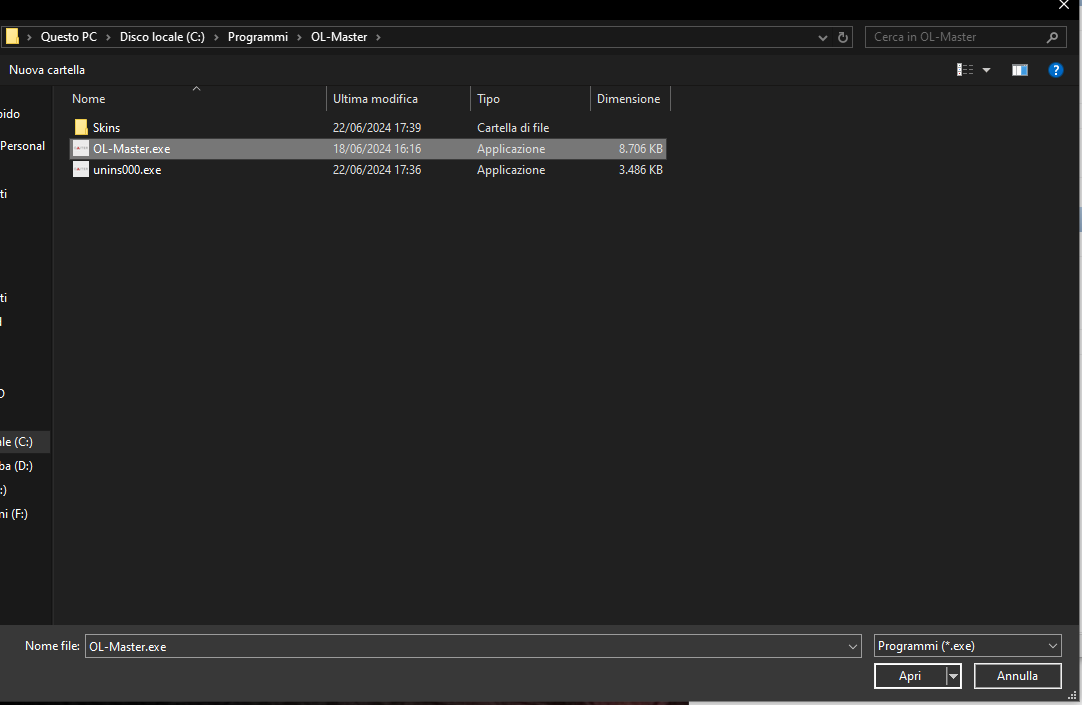 Questo PC > Disco locale (C:) > Programmi > OL-Master >
Cerca in OL-Master
Nuova cartella
Nome
Ultima modifica
Tipo
Dimensione
Skins 22/06/2024 17:39 Cartella di file
OL-Master.exe 18/06/2024 16:16 Applicazione 8.706 KB
unins000.exe 22/06/2024 17:36 Applicazione 3.486 KB
pido
Personal
ti
ti
ale (C:)
ba (D:)
:)
ni (F:)
Nome file: OL-Master.exe
Programmi (*.exe)
Apri
Annulla